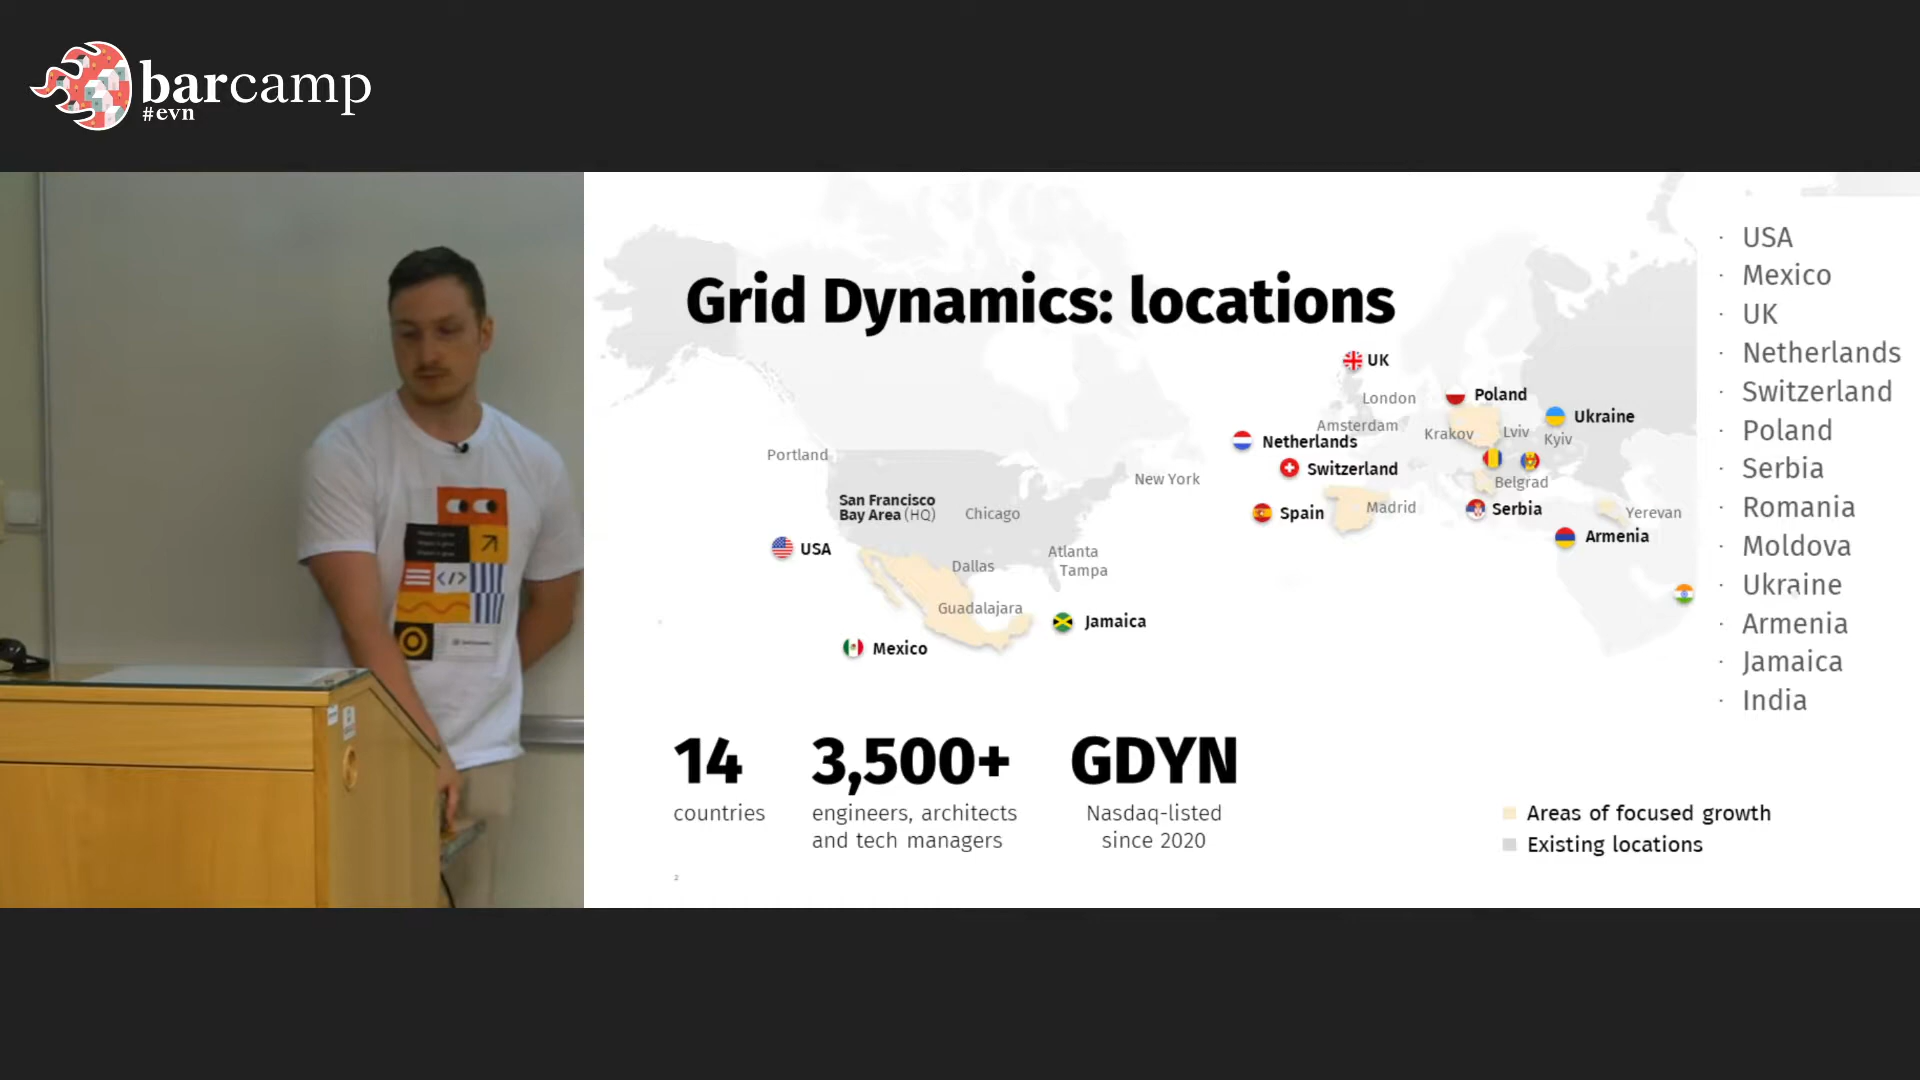 barcamp
#evn
Grid Dynamics: locations
UK
London
Poland
Ukraine
Amsterdam
Netherlands
Krakov
Lviv
Kyiv
Portland
Switzerland
New York
Belgrad
San Francisco
Bay Area (HQ)
Chicago
Spain
Madrid
Serbia
Yerevan
Armenia
USA
Atlanta
Tampa
Dallas
Guadalajara
Jamaica
Mexico
· USA
· Mexico
· UK
· Netherlands
· Switzerland
· Poland
· Serbia
· Romania
· Moldova
· Ukraine
· Armenia
· Jamaica
· India
14
countries
3,500+
engineers, architects
and tech managers
GDYN
Nasdaq-listed
since 2020
Areas of focused growth
Existing locations
2